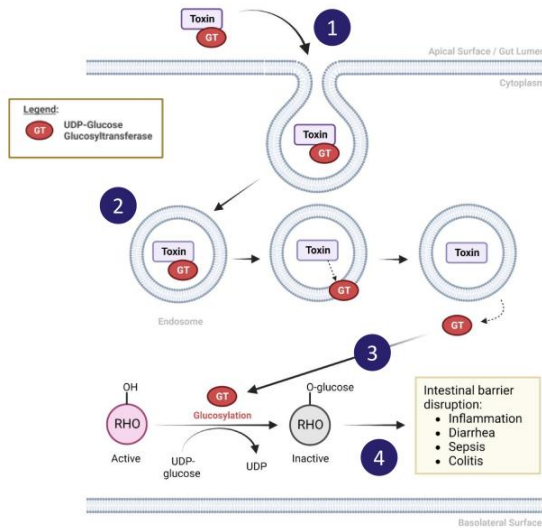 Toxin
GT
1
Apical Surface / Gut Lumen
Cytoplasm
Legend:
GT
UDP-Glucose
Glucosyltransferase
Toxin
GT
2
Toxin
GT
Toxin
GT
Toxin
Endosome
GT
3
OH
GT
O-glucose
Glucosylation
RHO
RHO
Active
UDP-
glucose
UDP
Inactive
4
Intestinal barrier
disruption:
• Inflammation
• Diarrhea
• Sepsis
• Colitis
Basolateral Surface